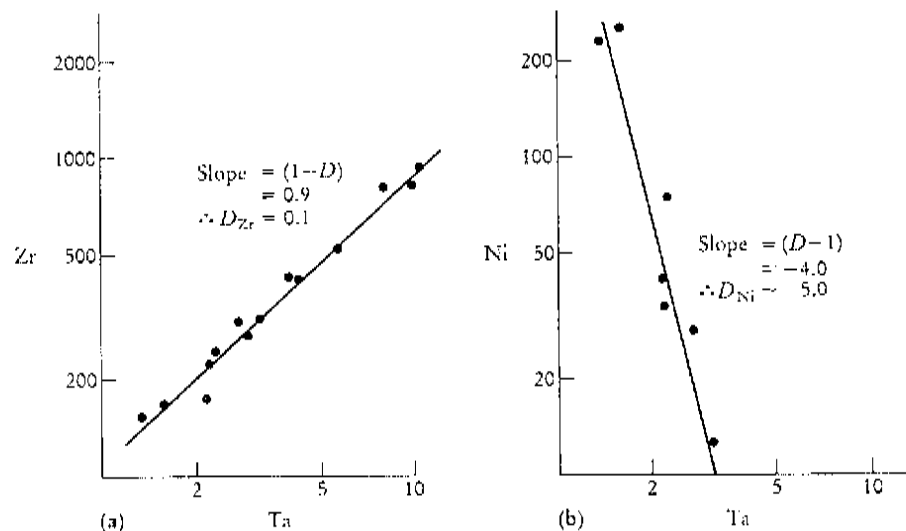 2000
1000
500
200
Zr
Slope = (1–D)
= 0.9
∴ D_Zr = 0.1
2
5
10
(a)
Ta
200
100
50
20
Ni
Slope = (D–1)
= –4.0
∴ D_Ni ~ 5.0
2
5
10
(b)
Ta